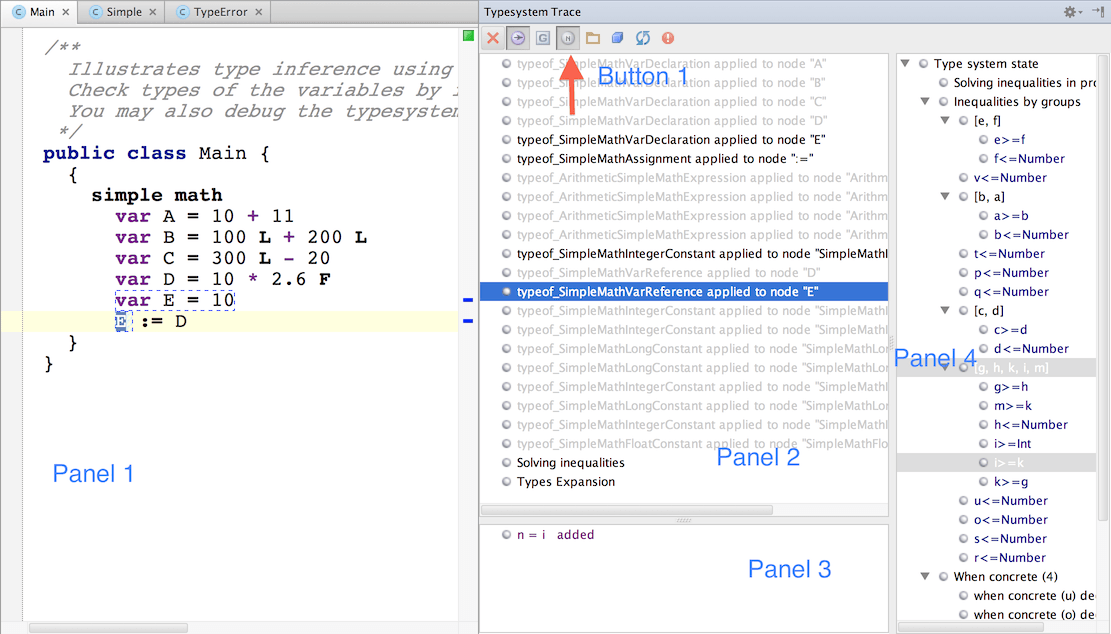 Main
Simple
TypeError
Typesystem Trace
/**
Illustrates type inference using
Check types of the variables by
You may also debug the typesystem
*/
public class Main {
{
simple math
var A = 10 + 11
var B = 100 L + 200 L
var C = 300 L - 20
var D = 10 * 2.6 F
var E = 10
E := D
}
}
Panel 1
G
N
Button 1
typeof_SimpleMathVarDeclaration applied to node "A"
typeof_SimpleMathVarDeclaration applied to node "B"
typeof_SimpleMathVarDeclaration applied to node "C"
typeof_SimpleMathVarDeclaration applied to node "D"
typeof_SimpleMathVarDeclaration applied to node "E"
typeof_SimpleMathAssignment applied to node ":="
typeof_ArithmeticSimpleMathExpression applied to node "Arithm
typeof_ArithmeticSimpleMathExpression applied to node "Arithm
typeof_ArithmeticSimpleMathExpression applied to node "Arithm
typeof_ArithmeticSimpleMathExpression applied to node "Arithm
typeof_SimpleMathIntegerConstant applied to node "SimpleMathI
typeof_SimpleMathVarReference applied to node "D"
typeof_SimpleMathVarReference applied to node "E"
typeof_SimpleMathIntegerConstant applied to node "SimpleMathI
typeof_SimpleMathIntegerConstant applied to node "SimpleMathI
typeof_SimpleMathLongConstant applied to node "SimpleMathLon
typeof_SimpleMathLongConstant applied to node "SimpleMathLon
typeof_SimpleMathIntegerConstant applied to node "SimpleMathI
typeof_SimpleMathLongConstant applied to node "SimpleMathLon
typeof_SimpleMathIntegerConstant applied to node "SimpleMathI
typeof_SimpleMathFloatConstant applied to node "SimpleMathFlo
Solving inequalities
Types Expansion
Panel 2
n = i added
Panel 3
Type system state
Solving inequalities in pro
Inequalities by groups
[e, f]
e>=f
f<=Number
v<=Number
[b, a]
a>=b
b<=Number
t<=Number
p<=Number
q<=Number
[c, d]
c>=d
d<=Number
Panel 4
[g, h, k, i, m]
g>=h
m>=k
h<=Number
i>=Int
i>=k
k>=g
u<=Number
o<=Number
s<=Number
r<=Number
When concrete (4)
when concrete (u) de
when concrete (o) de